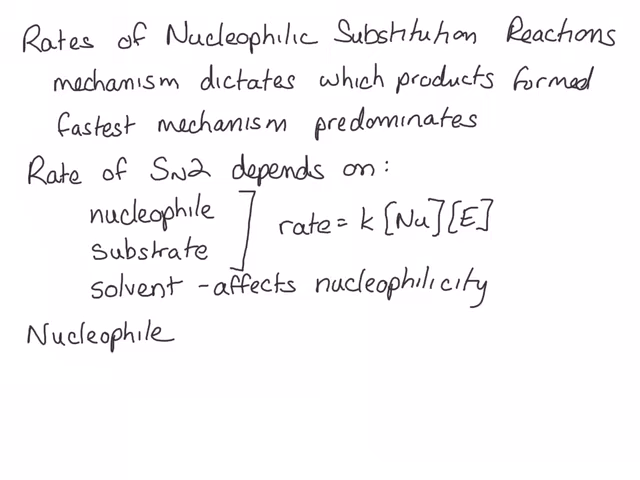 Rates of Nucleophilic Substitution Reactions
mechanism dictates which products formed
fastest mechanism predominates
Rate of SN2 depends on:
nucleophile
substrate
rate = k [Nu][E]
solvent - affects nucleophilicity
Nucleophile